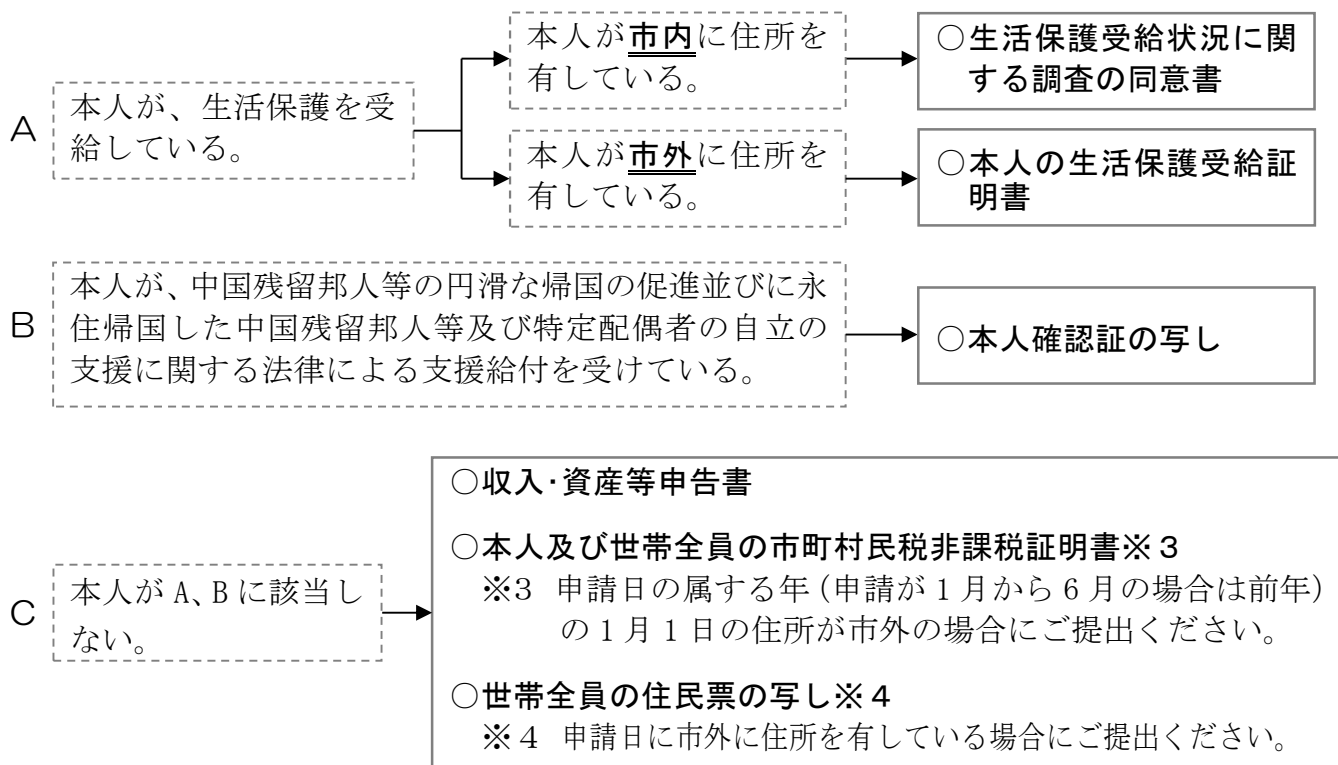 本人が市内に住所を
有している。
○生活保護受給状況に関
する調査の同意書
A
本人が、生活保護を受
給している。
本人が市外に住所を
有している。
○本人の生活保護受給証
明書
B
本人が、中国残留邦人等の円滑な帰国の促進並びに永
住帰国した中国残留邦人等及び特定配偶者の自立の
支援に関する法律による支援給付を受けている。
○本人確認証の写し
C
本人が A、B に該当し
ない。
○収入・資産等申告書
○本人及び世帯全員の市町村民税非課税証明書※３
※3 申請日の属する年（申請が 1 月から 6 月の場合は前年）
の 1 月 1 日の住所が市外の場合にご提出ください。
○世帯全員の住民票の写し※４
※４ 申請日に市外に住所を有している場合にご提出ください。